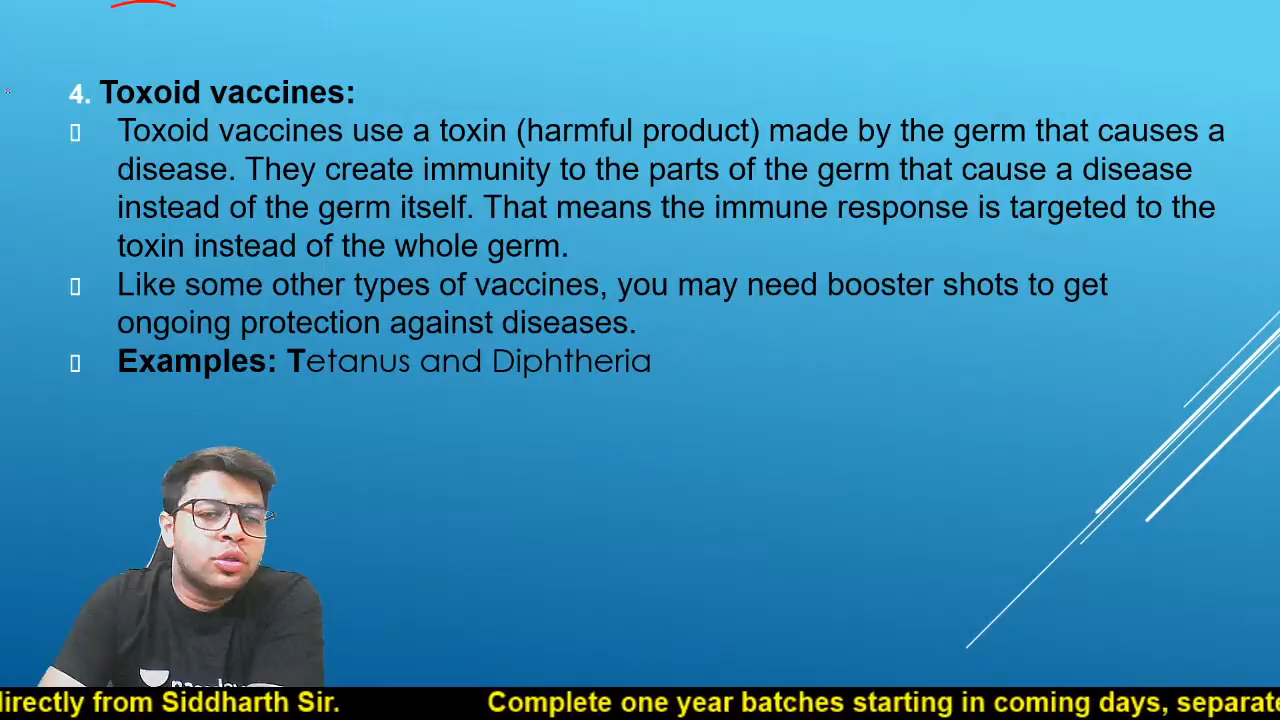 4. Toxoid vaccines:
Toxoid vaccines use a toxin (harmful product) made by the germ that causes a
disease. They create immunity to the parts of the germ that cause a disease
instead of the germ itself. That means the immune response is targeted to the
toxin instead of the whole germ.
Like some other types of vaccines, you may need booster shots to get
ongoing protection against diseases.
Examples: Tetanus and Diphtheria
directly from Siddharth Sir. Complete one year batches starting in coming days, separate